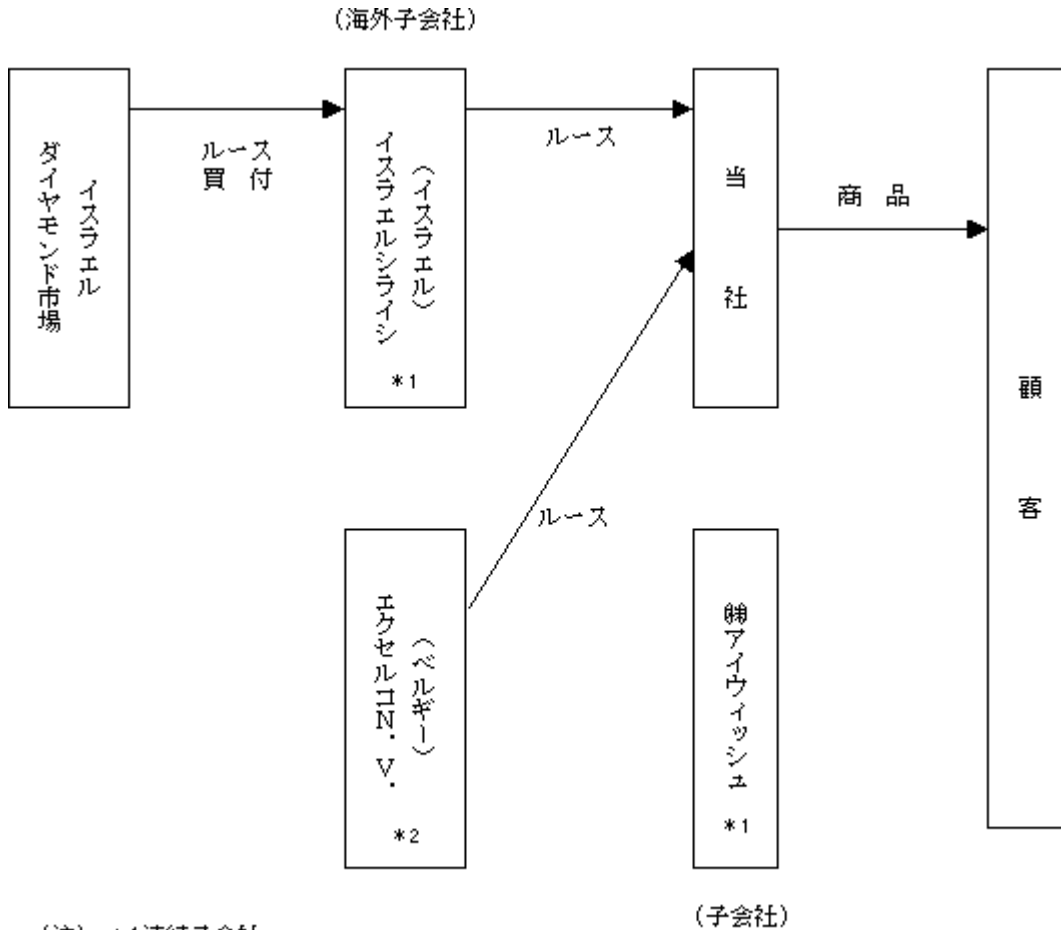 （海外子会社）
イスラエル
ダイヤモンド市場
ルース
買　付
（イスラエル）
イスラエルシライシ
＊1
ルース
当　社
商　品
顧　客
（ベルギー）
エクセルコＮ．Ｖ．
＊2
ルース
㈱アイウィッシュ
＊1
（子会社）